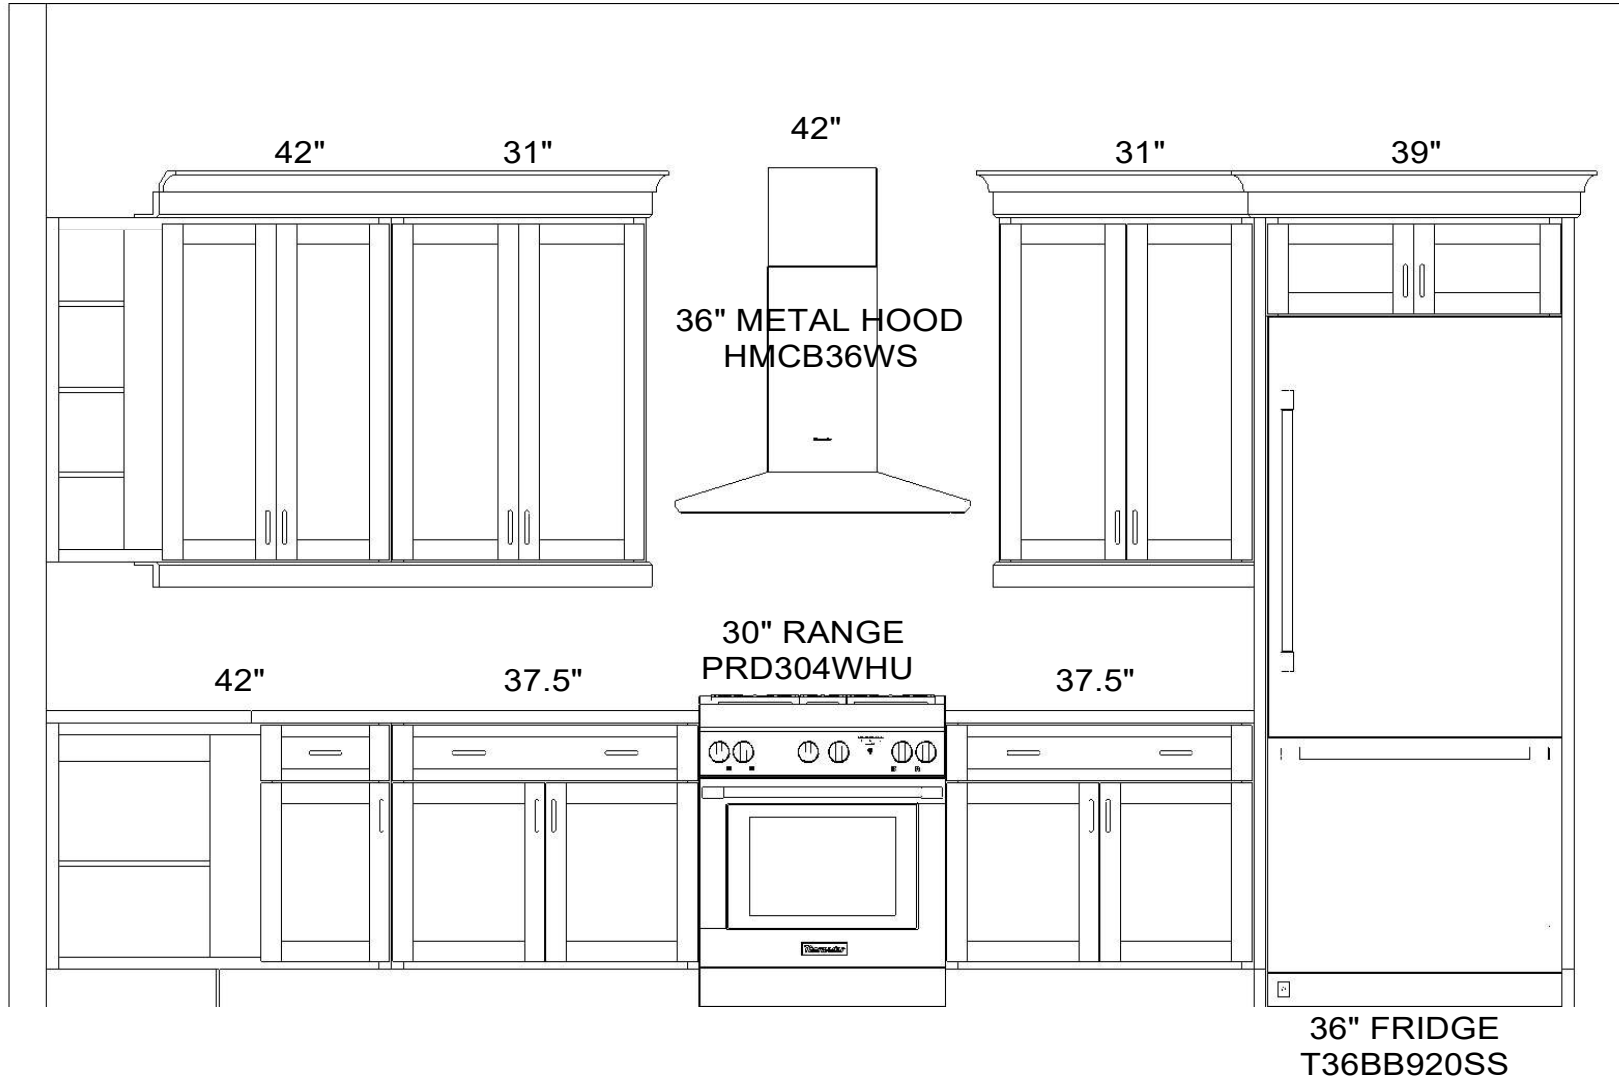 42"
42" 31" 31" 39"
36" METAL HOOD
HMCB36WS
30" RANGE
PRD304WHU
42" 37.5" 37.5"
36" FRIDGE
T36BB920SS